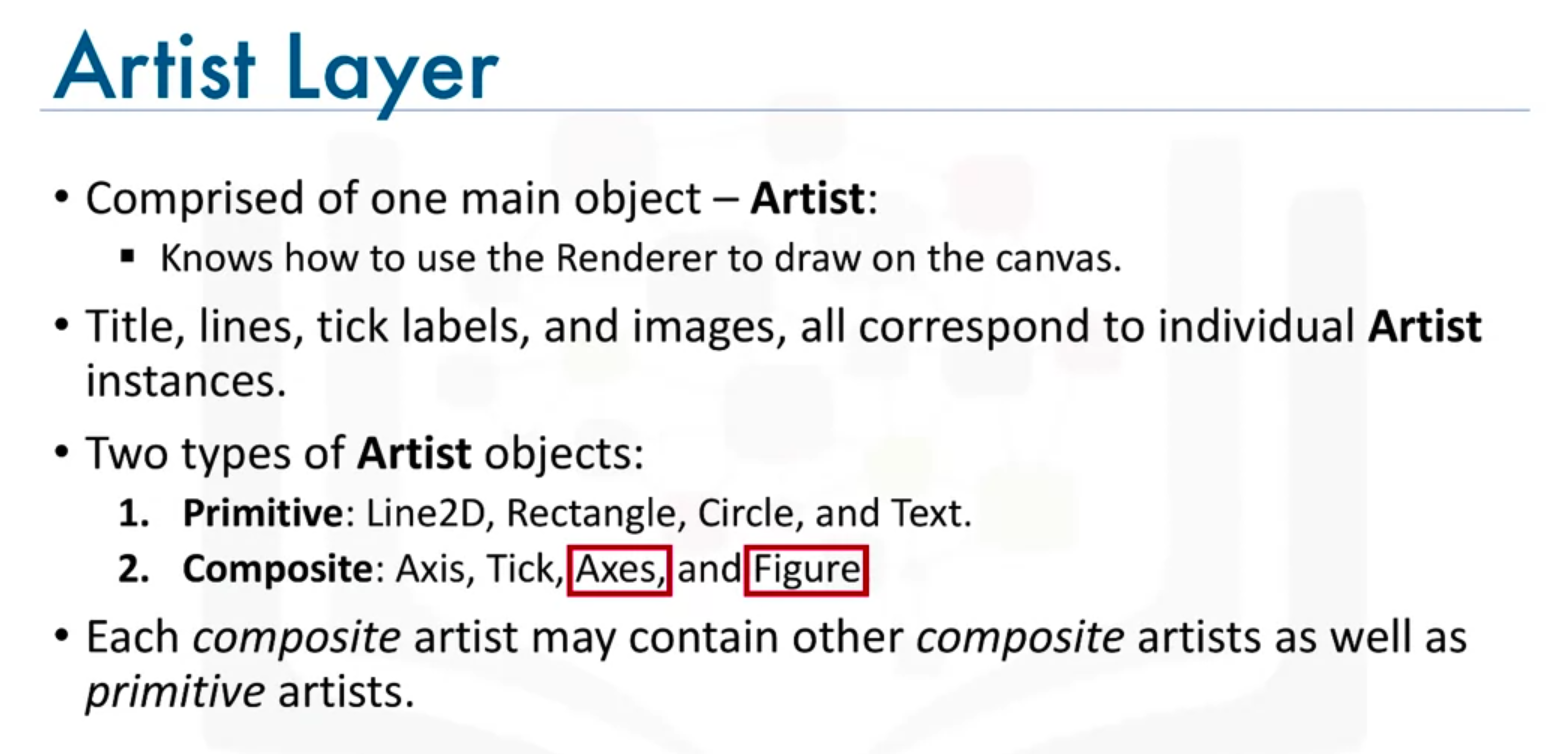 Artist Layer
• Comprised of one main object – Artist:
▪ Knows how to use the Renderer to draw on the canvas.
• Title, lines, tick labels, and images, all correspond to individual Artist
instances.
• Two types of Artist objects:
1. Primitive: Line2D, Rectangle, Circle, and Text.
2. Composite: Axis, Tick, Axes, and Figure
• Each composite artist may contain other composite artists as well as
primitive artists.